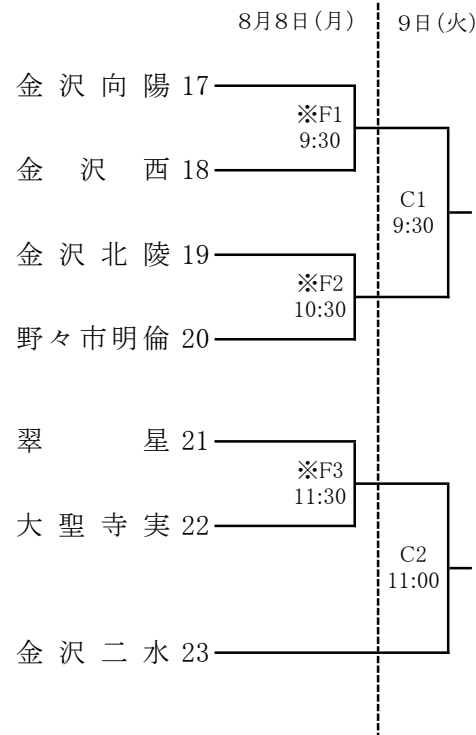 8月8日(月) 9日(火)
金沢向陽 17
※F1
9:30
金沢西 18
C1
9:30
金沢北陵 19
※F2
10:30
野々市明倫 20
翠星 21
※F3
11:30
大聖寺実 22
C2
11:00
金沢二水 23